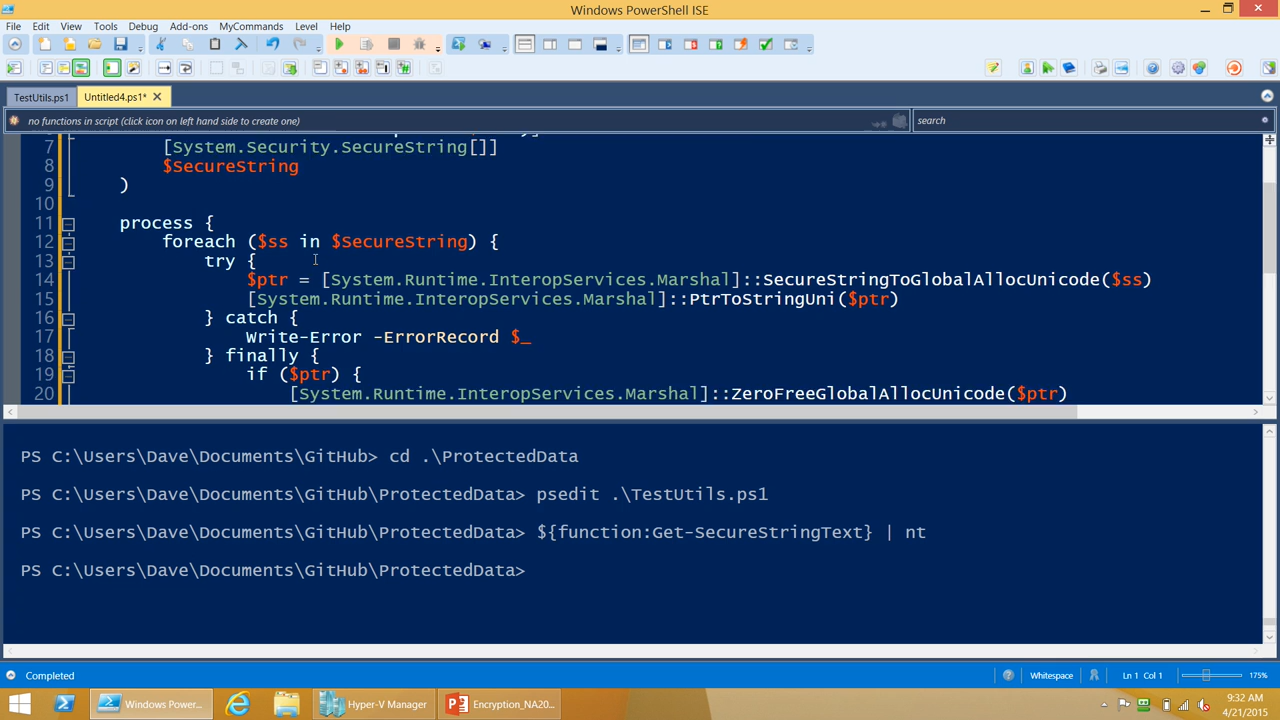 Windows PowerShell ISE
File Edit View Tools Debug Add-ons MyCommands Level Help
TestUtils.ps1 Untitled4.ps1*
no functions in script (click icon on left hand side to create one) search
7 [System.Security.SecureString[]]
8 $SecureString
9 )
10
11 process {
12 foreach ($ss in $SecureString) {
13 try {
14 $ptr = [System.Runtime.InteropServices.Marshal]::SecureStringToGlobalAllocUnicode($ss)
15 [System.Runtime.InteropServices.Marshal]::PtrToStringUni($ptr)
16 } catch {
17 Write-Error -ErrorRecord $_
18 } finally {
19 if ($ptr) {
20 [System.Runtime.InteropServices.Marshal]::ZeroFreeGlobalAllocUnicode($ptr)
PS C:\Users\Dave\Documents\GitHub> cd .\ProtectedData
PS C:\Users\Dave\Documents\GitHub\ProtectedData> psedit .\TestUtils.ps1
PS C:\Users\Dave\Documents\GitHub\ProtectedData> ${function:Get-SecureStringText} | nt
PS C:\Users\Dave\Documents\GitHub\ProtectedData>
Completed Whitespace Ln 1 Col 1 175%
Windows Power... Hyper-V Manager Encryption_NA20... 9:32 AM
4/21/2015